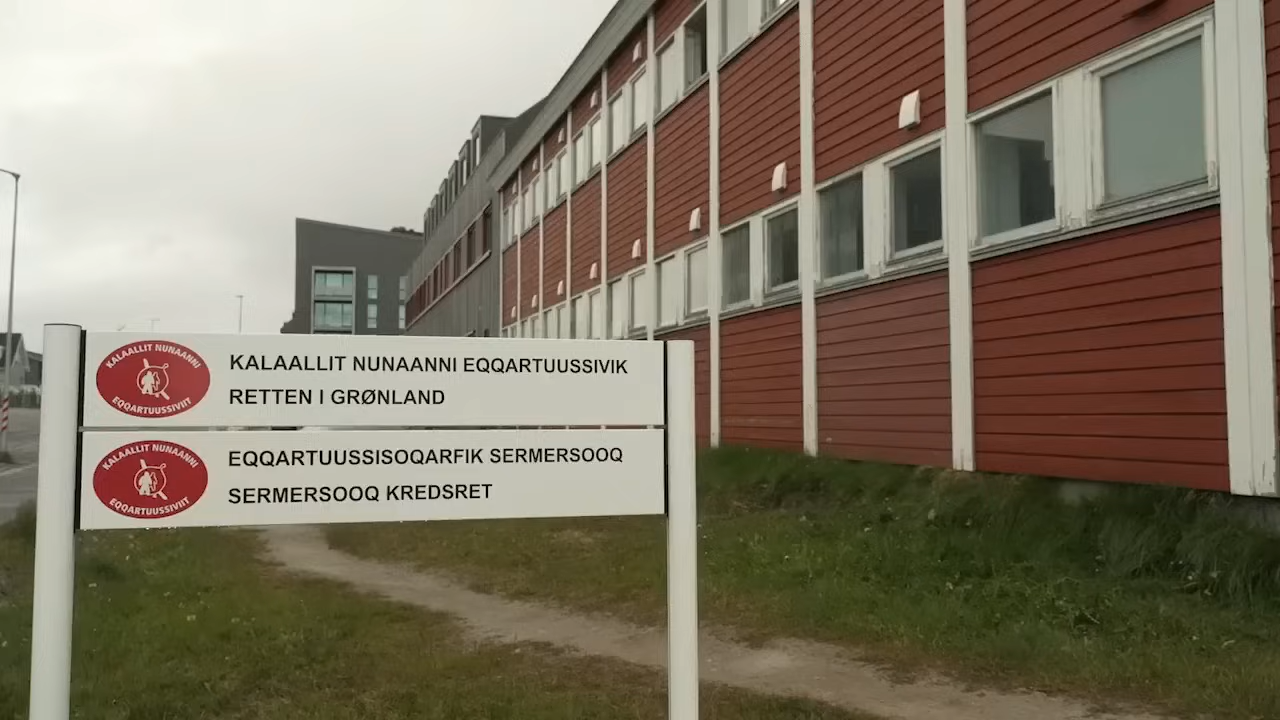 KALAALLIT NUNAANNI
EQQARTUUSSIVIIT
KALAALLIT NUNAANNI EQQARTUUSSIVIK
RETTEN I GRØNLAND
KALAALLIT NUNAANNI
EQQARTUUSSIVIIT
EQQARTUUSSISOQARFIK SERMERSOOQ
SERMERSOOQ KREDSRET